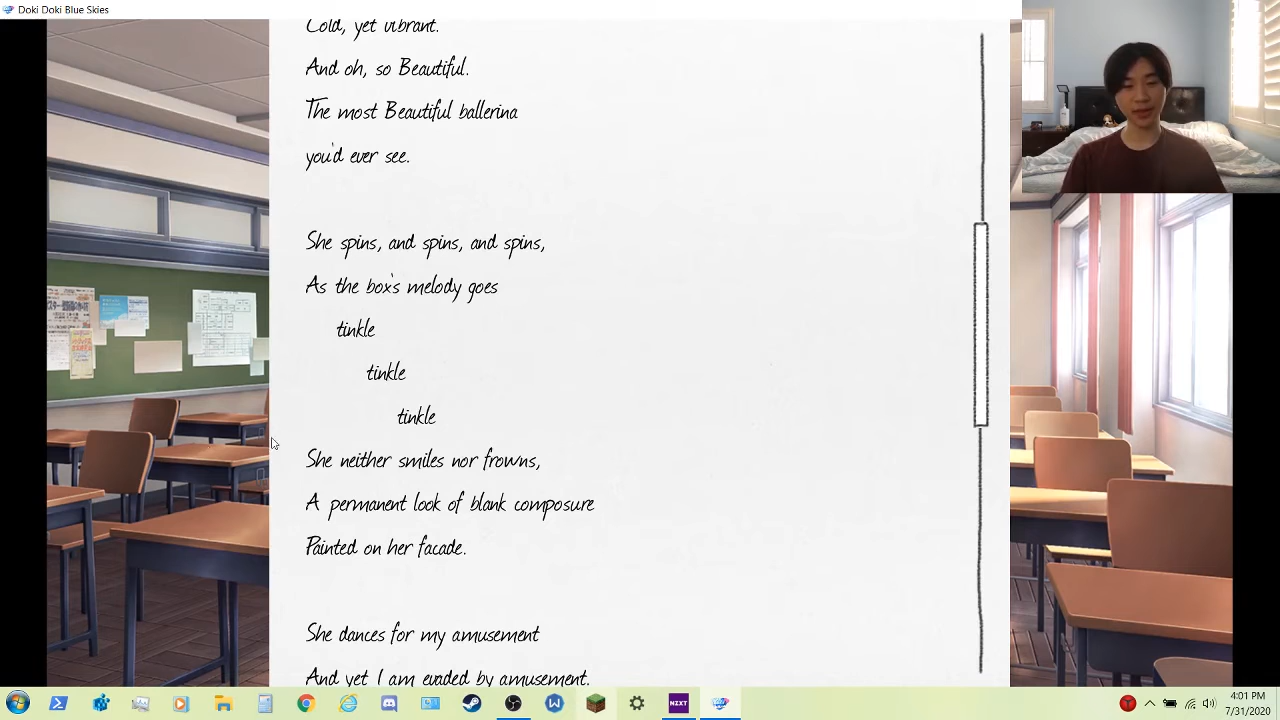 Doki Doki Blue Skies
Cold, yet vibrant.
And oh, so Beautiful.
The most Beautiful ballerina
you'd ever see.
She spins, and spins, and spins,
As the box's melody goes
tinkle
tinkle
tinkle
She neither smiles nor frowns,
A permanent look of blank composure
Painted on her facade.
She dances for my amusement
And yet I am evaded by amusement.
NZXT
4:01 PM
7/31/2020